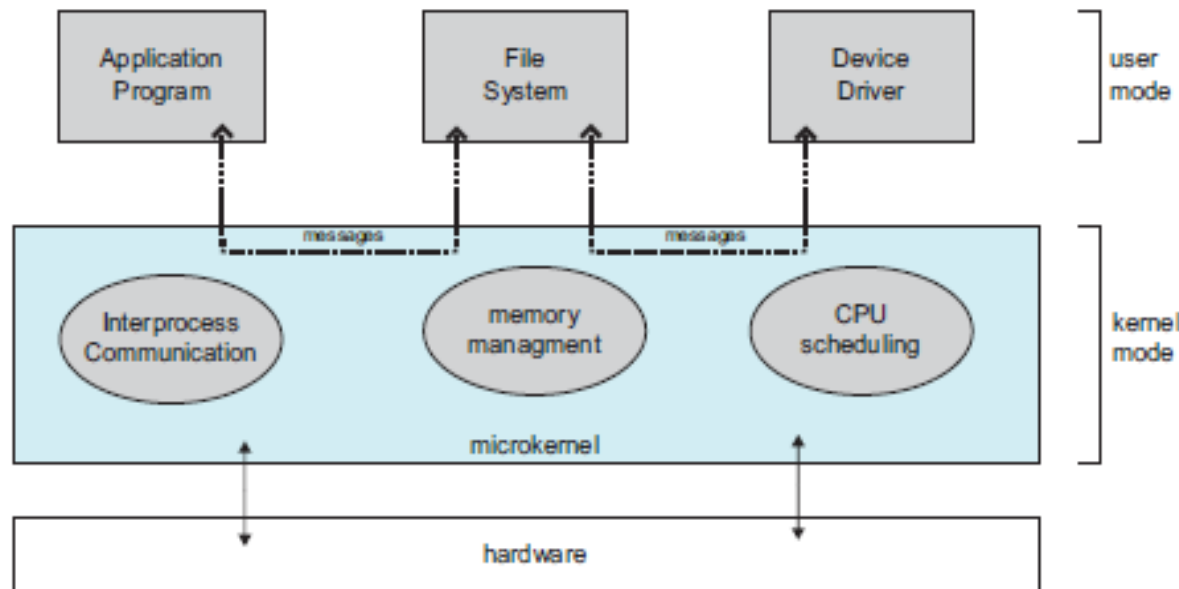 Application
Program
File
System
Device
Driver
user
mode
messages
messages
Interprocess
Communication
memory
managment
CPU
scheduling
kernel
mode
microkernel
hardware